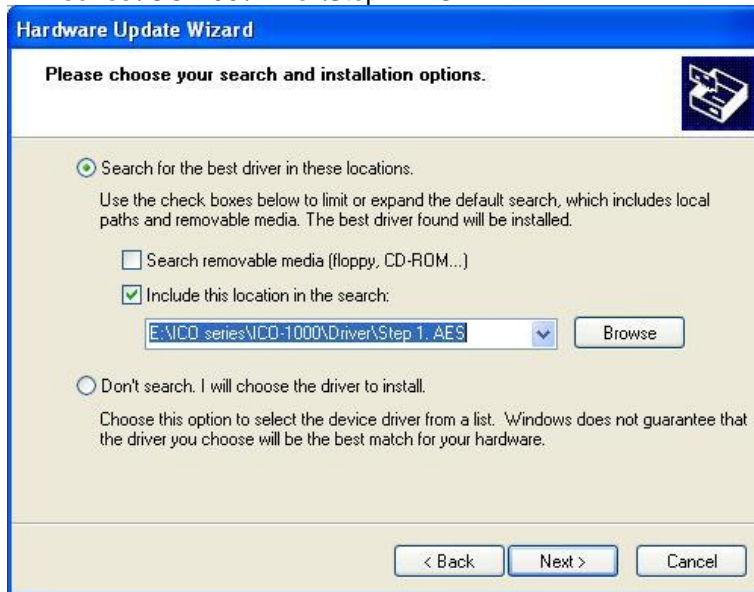 Hardware Update Wizard
Please choose your search and installation options.
Search for the best driver in these locations.
Use the check boxes below to limit or expand the default search, which includes local
paths and removable media. The best driver found will be installed.
Search removable media (floppy, CD-ROM...)
Include this location in the search:
E:\ICO series\ICO-1000\Driver\Step 1. AES
Browse
Don't search. I will choose the driver to install.
Choose this option to select the device driver from a list. Windows does not guarantee that
the driver you choose will be the best match for your hardware.
< Back
Next >
Cancel